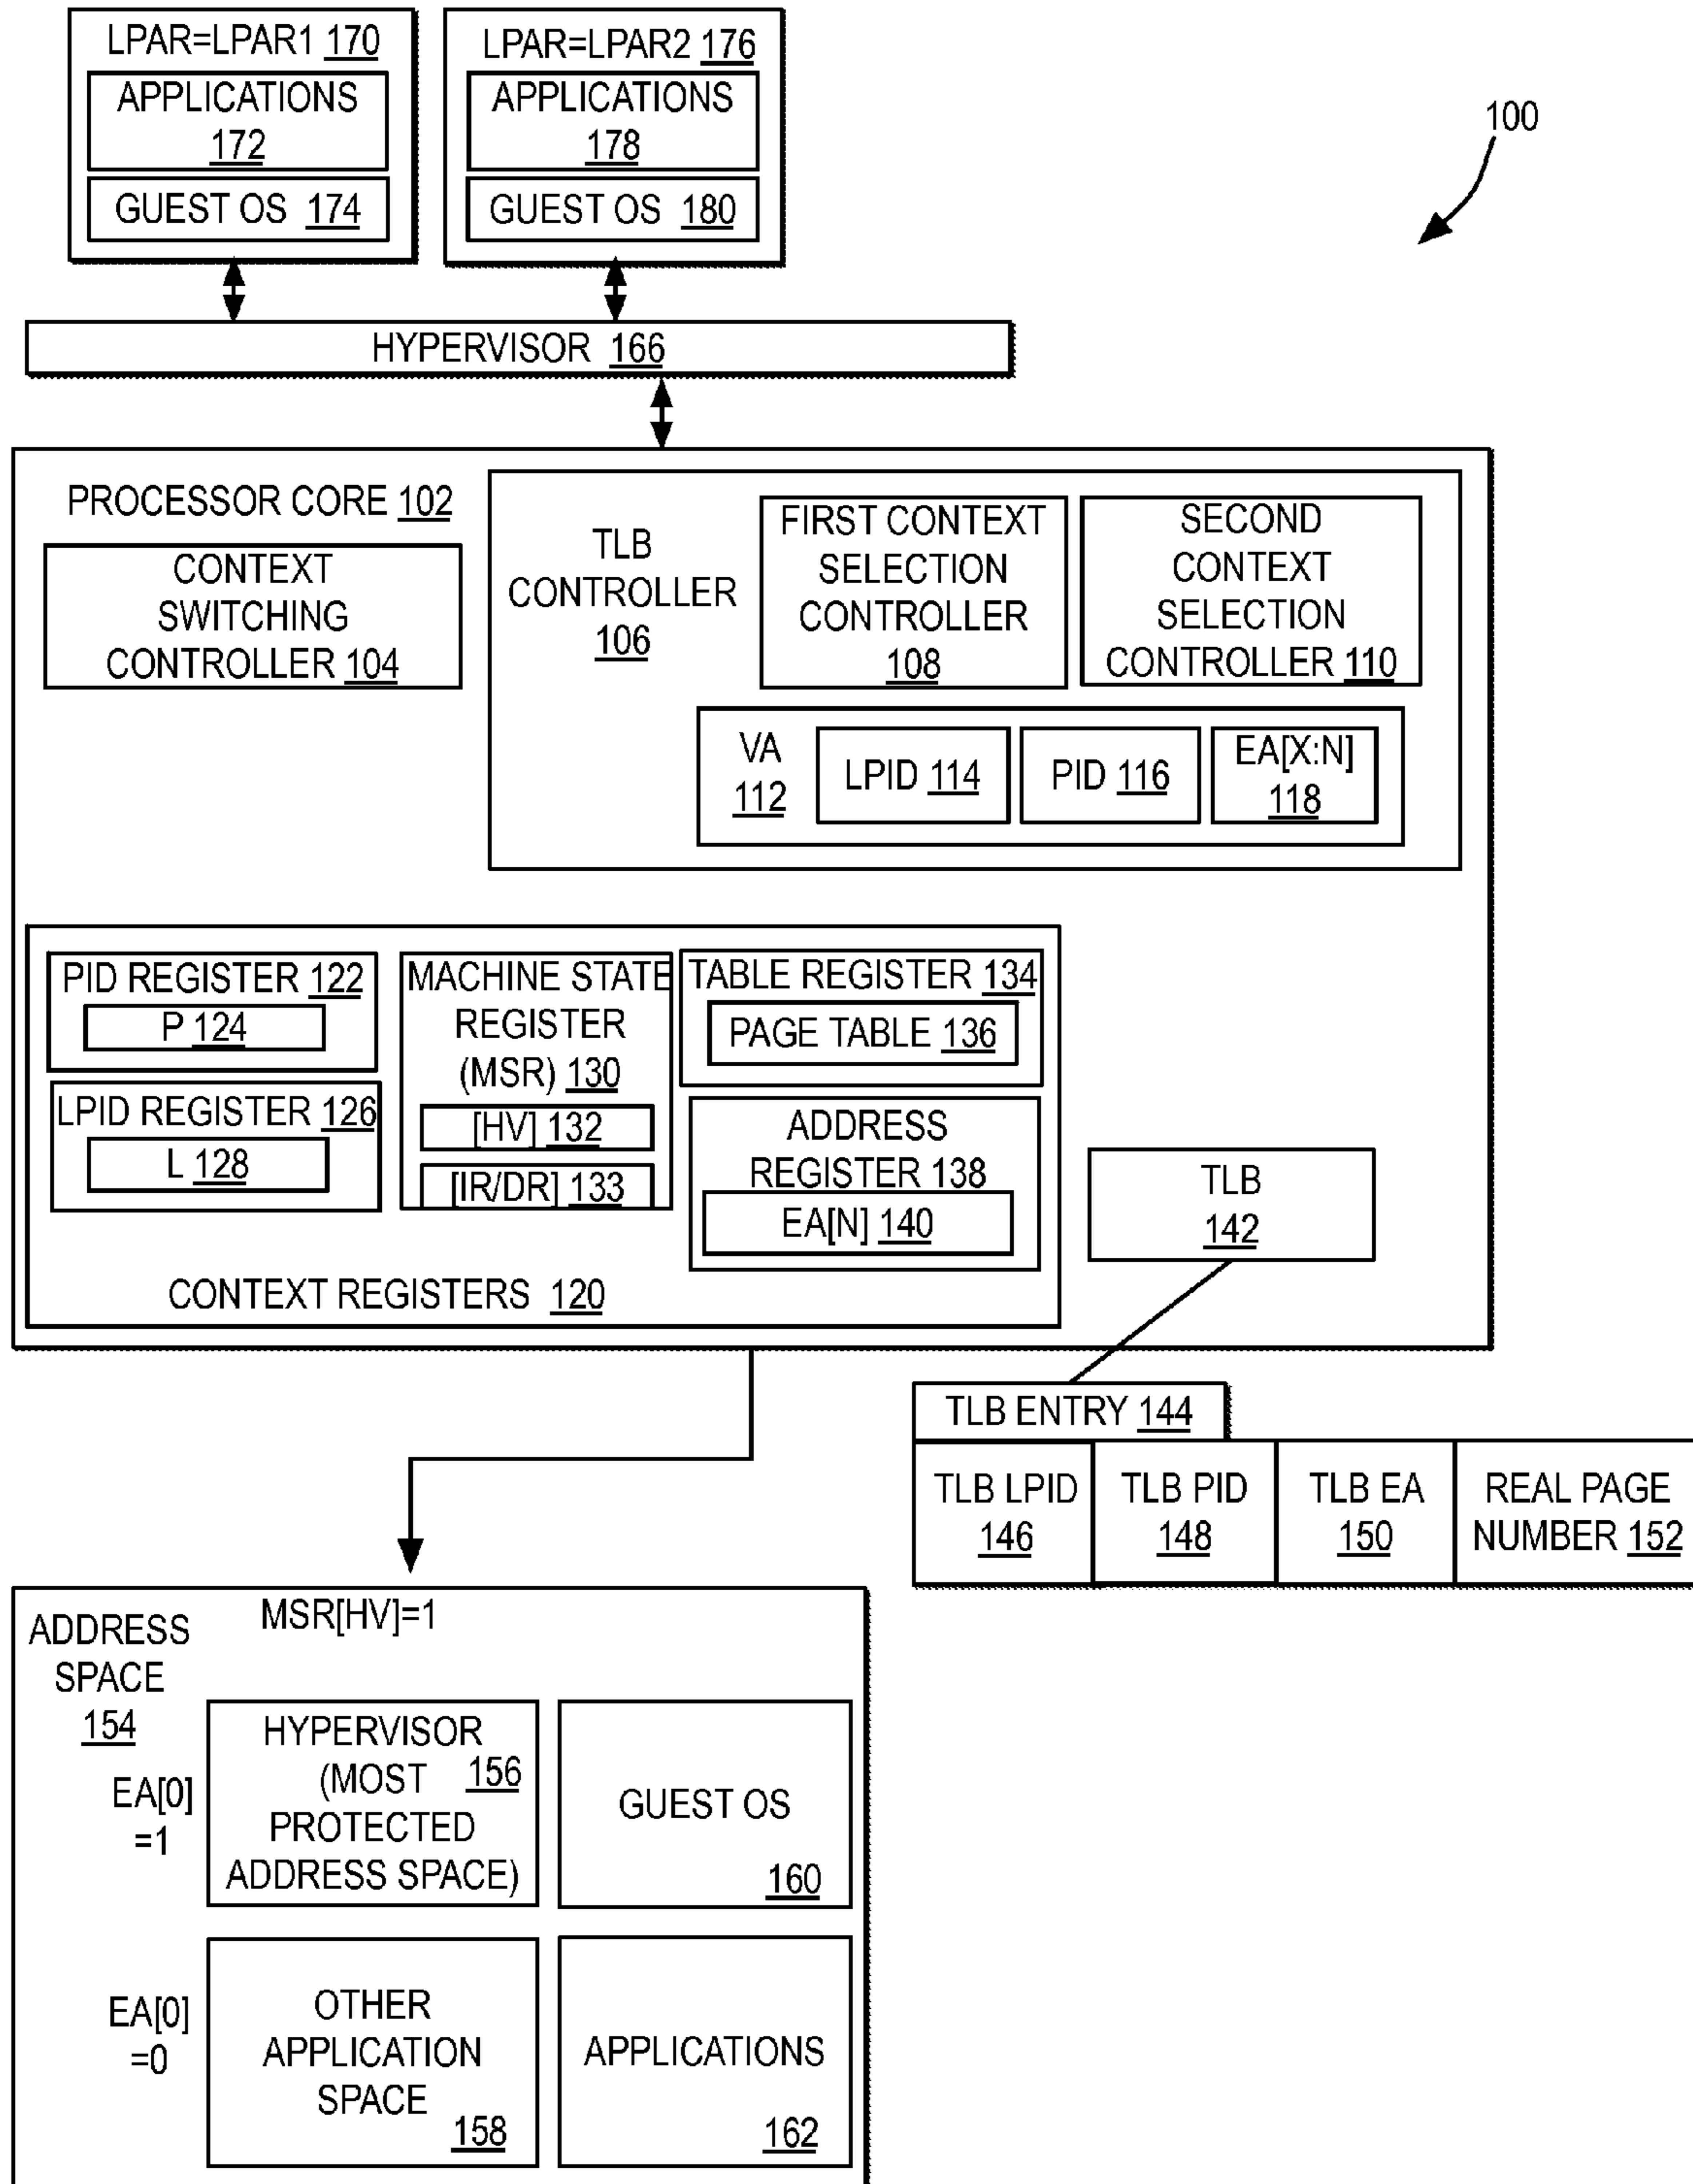 LPAR=LPAR1 170
APPLICATIONS
172
GUEST OS 174
LPAR=LPAR2 176
APPLICATIONS
178
GUEST OS 180
100
HYPERVISOR 166
PROCESSOR CORE 102
CONTEXT
SWITCHING
CONTROLLER 104
TLB
CONTROLLER
106
FIRST CONTEXT
SELECTION
CONTROLLER
108
SECOND
CONTEXT
SELECTION
CONTROLLER 110
VA
112
LPID 114
PID 116
EA[X:N]
118
PID REGISTER 122
P 124
LPID REGISTER 126
L 128
MACHINE STATE
REGISTER
(MSR) 130
[HV] 132
[IR/DR] 133
TABLE REGISTER 134
PAGE TABLE 136
ADDRESS
REGISTER 138
EA[N] 140
CONTEXT REGISTERS 120
TLB
142
TLB ENTRY 144
TLB LPID
146
TLB PID
148
TLB EA
150
REAL PAGE
NUMBER 152
ADDRESS
SPACE
154
MSR[HV]=1
EA[0]
=1
HYPERVISOR
(MOST 156
PROTECTED
ADDRESS SPACE)
GUEST OS
160
EA[0]
=0
OTHER
APPLICATION
SPACE
158
APPLICATIONS
162